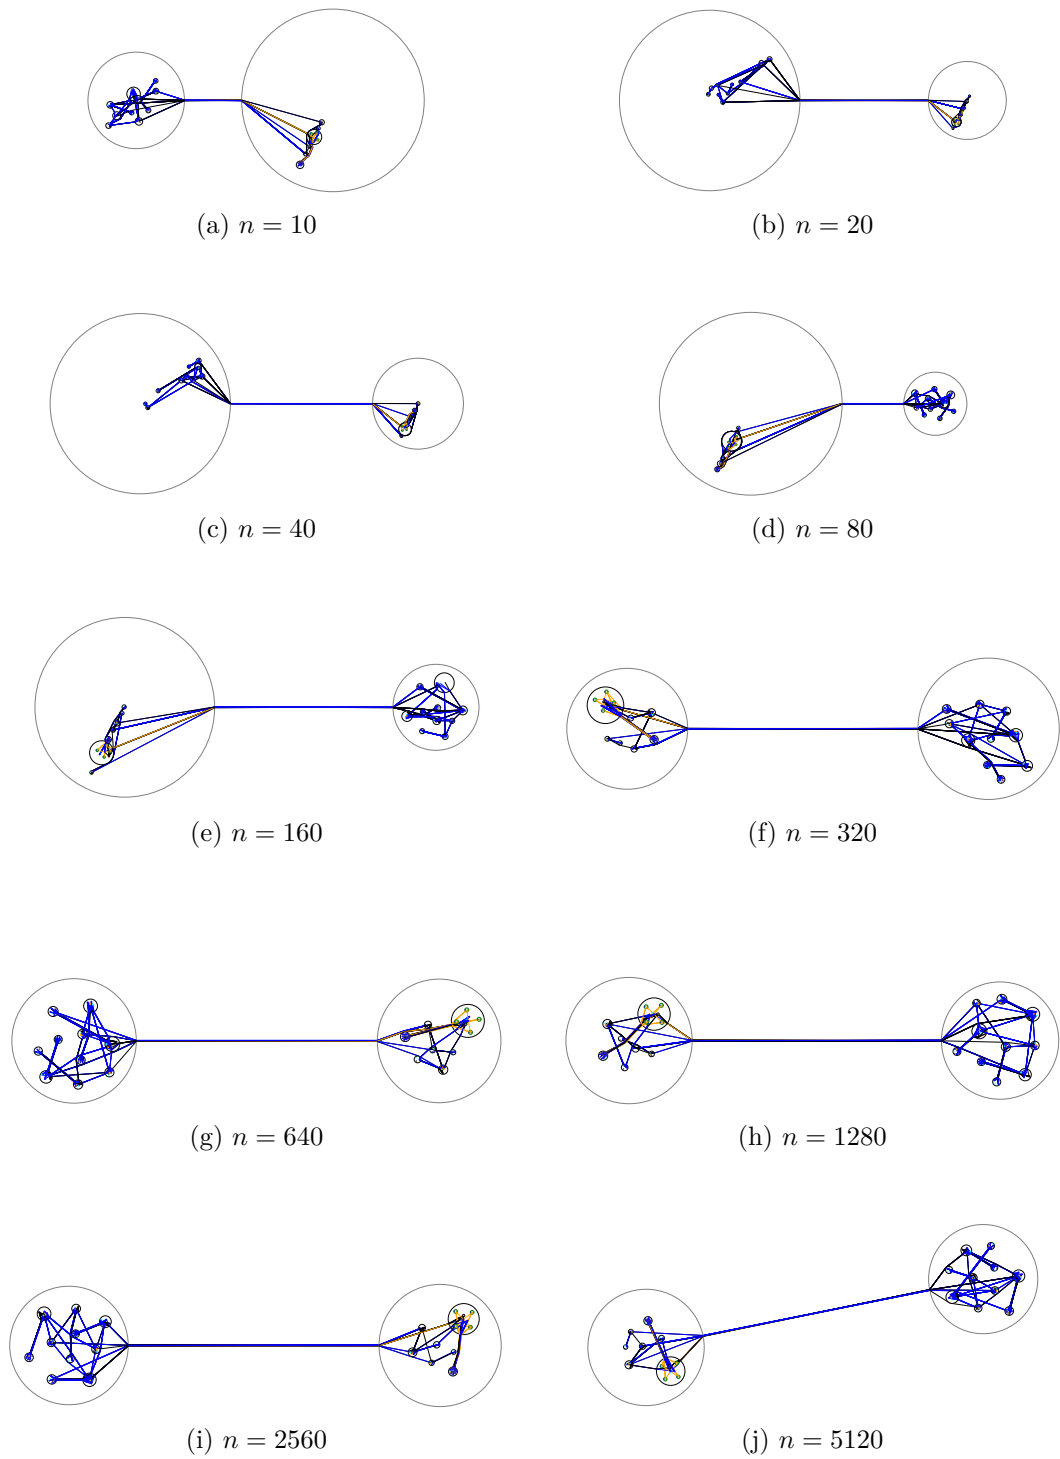 (a) n = 10
(b) n = 20
(c) n = 40
(d) n = 80
(e) n = 160
(f) n = 320
(g) n = 640
(h) n = 1280
(i) n = 2560
(j) n = 5120